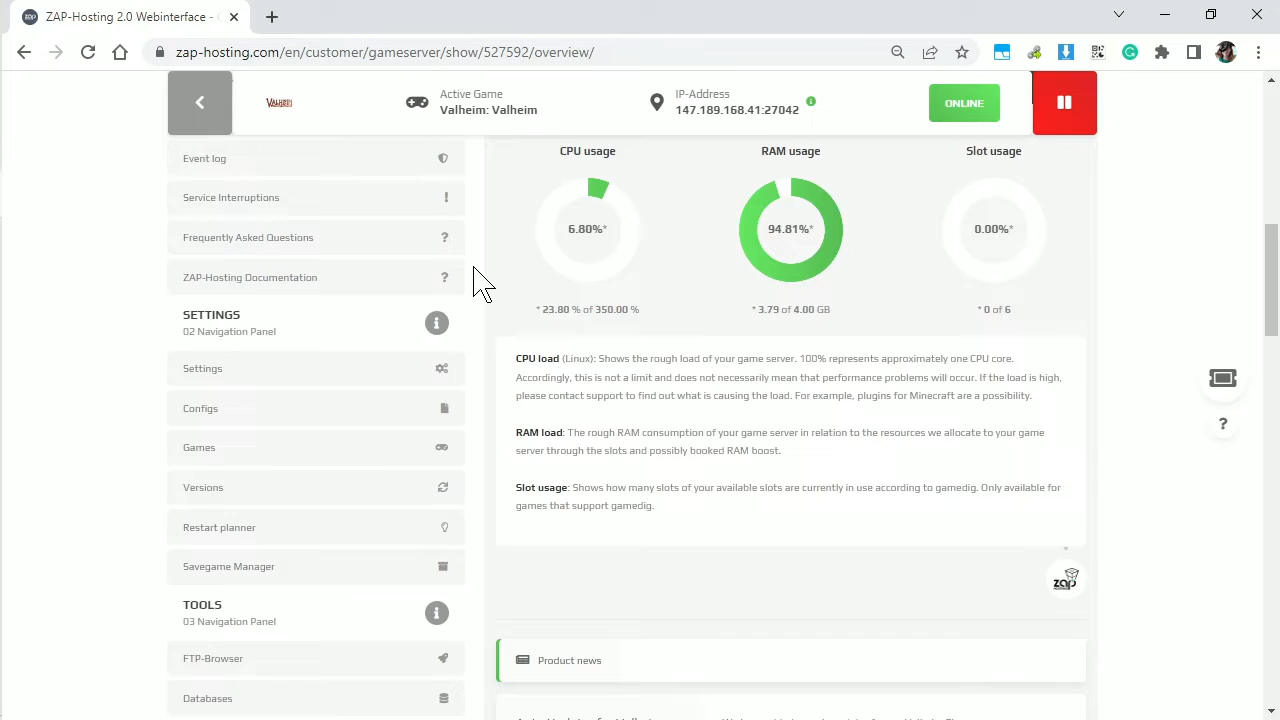 ZAP-Hosting 2.0 Webinterface -
zap-hosting.com/en/customer/gameserver/show/527592/overview/
VALHEIM
Active Game
Valheim: Valheim
IP-Address
147.189.168.41:27042
ONLINE
Event log
Service Interruptions
Frequently Asked Questions
ZAP-Hosting Documentation
SETTINGS
02 Navigation Panel
Settings
Configs
Games
Versions
Restart planner
Savegame Manager
TOOLS
03 Navigation Panel
FTP-Browser
Databases
CPU usage
RAM usage
Slot usage
6.80%*
94.81%*
0.00%*
* 23.80 % of 350.00 %
* 3.79 of 4.00 GB
* 0 of 6
CPU load (Linux): Shows the rough load of your game server. 100% represents approximately one CPU core.
Accordingly, this is not a limit and does not necessarily mean that performance problems will occur. If the load is high,
please contact support to find out what is causing the load. For example, plugins for Minecraft are a possibility.
RAM load: The rough RAM consumption of your game server in relation to the resources we allocate to your game
server through the slots and possibly booked RAM boost.
Slot usage: Shows how many slots of your available slots are currently in use according to gamedig. Only available for
games that support gamedig.
zap
Product news